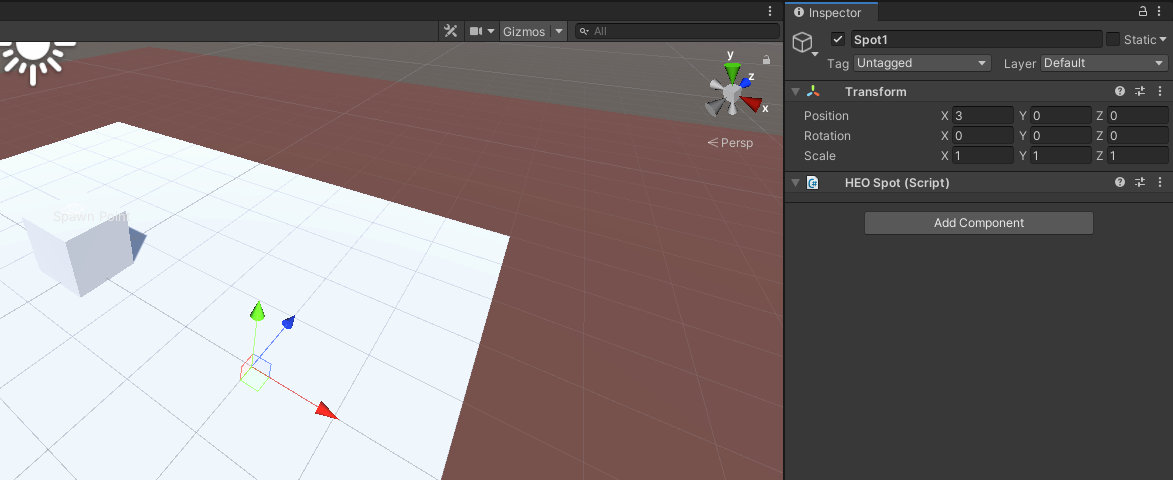 Gizmos
All
y
z
x
Persp
Spawn Point
Inspector
Spot1
Static
Tag Untagged Layer Default
Transform
Position X 3 Y 0 Z 0
Rotation X 0 Y 0 Z 0
Scale X 1 Y 1 Z 1
HEO Spot (Script)
Add Component